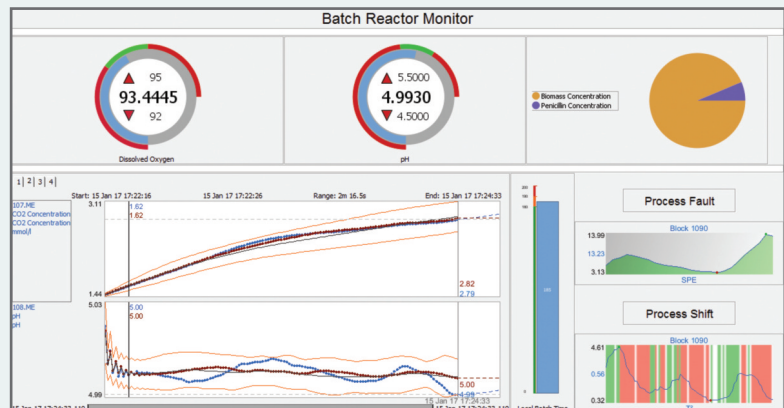 Batch Reactor Monitor
95
93.4445
92
Dissolved Oxygen
5.5000
4.9930
4.5000
pH
Biomass Concentration
Penicillin Concentration
1 | 2 | 3 | 4 |
Start: 15 Jan 17 17:22:16
15 Jan 17 17:22:26
Range: 2m 16.5s
End: 15 Jan 17 17:24:33
107.ME
CO2 Concentration
CO2 Concentration
mmol/l
3.11
1.62
1.62
2.82
2.79
1.44
108.ME
pH
pH
5.03
5.00
5.00
5.00
4.99
4.99
15 Jan 17 17:24:33
0
Local Batch Time
Process Fault
Block 1090
13.99
13.23
3.13
SPE
Process Shift
Block 1090
4.61
0.56
0.32